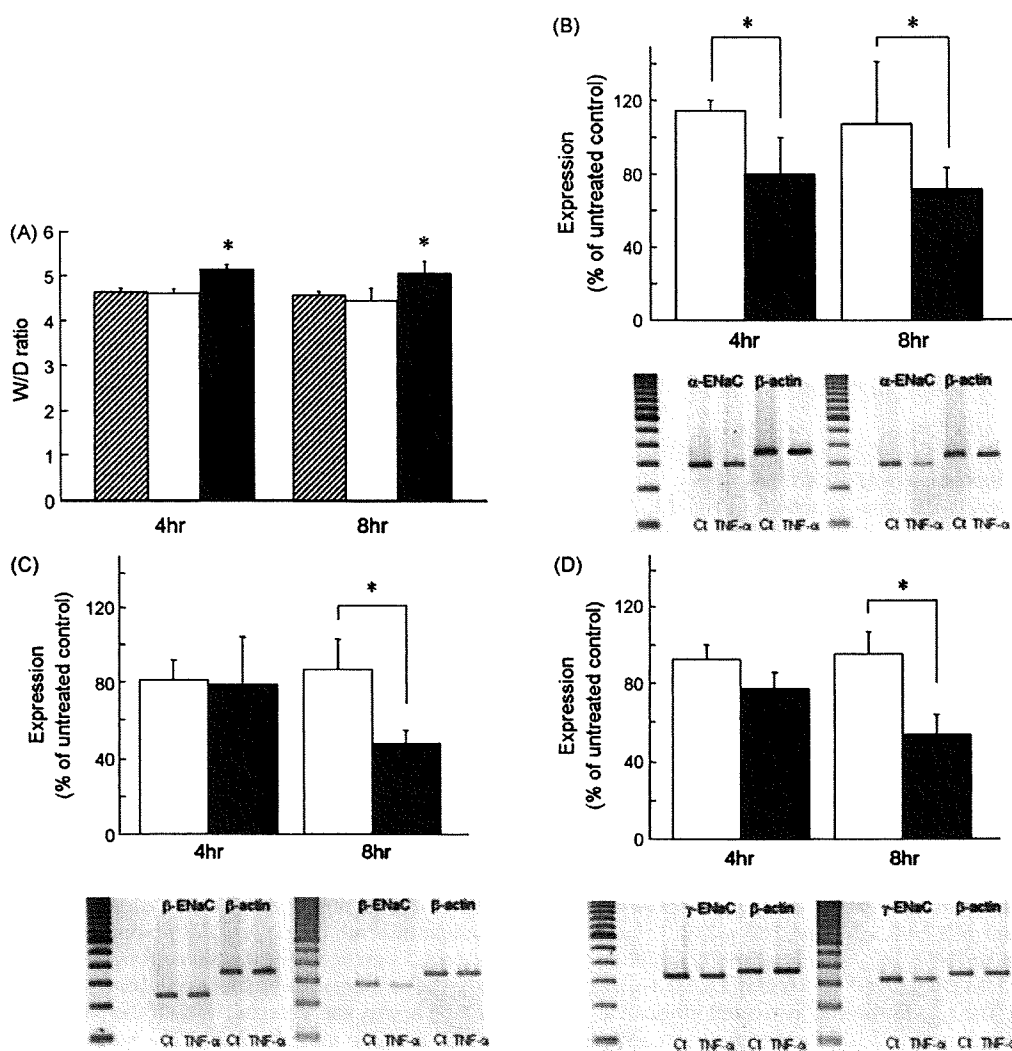 (A)
W/D ratio
6
5
4
3
2
1
0
*
*
4hr
8hr
(B)
Expression
(% of untreated control)
120
80
40
0
*
*
4hr
8hr
α-ENaC β-actin
α-ENaC β-actin
Ct TNF-α Ct TNF-α
Ct TNF-α Ct TNF-α
(C)
Expression
(% of untreated control)
120
80
40
0
*
4hr
8hr
β-ENaC β-actin
β-ENaC β-actin
Ct TNF-α Ct TNF-α
Ct TNF-α Ct TNF-α
(D)
Expression
(% of untreated control)
120
80
40
0
*
4hr
8hr
γ-ENaC β-actin
γ-ENaC β-actin
Ct TNF-α Ct TNF-α
Ct TNF-α Ct TNF-α